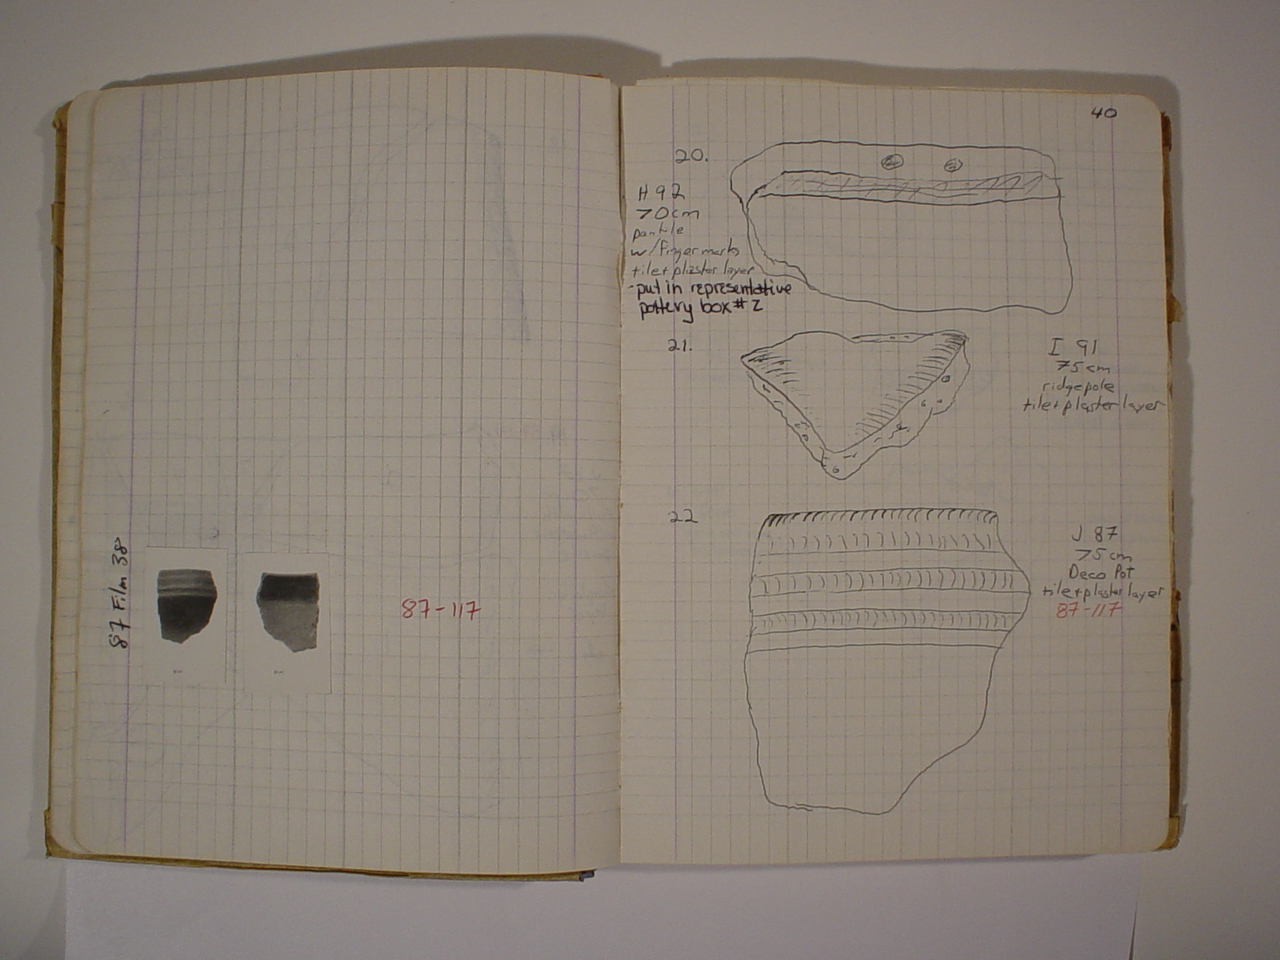 87 Film 38
87-117
40
20.
H 92
70cm
pantile
w/finger marks
tile + plaster layer
-put in representative
pottery box #2
21.
I 91
75cm
ridgepole
tile + plaster layer
22
J 87
75cm
Deco Pot
tile + plaster layer
87-117